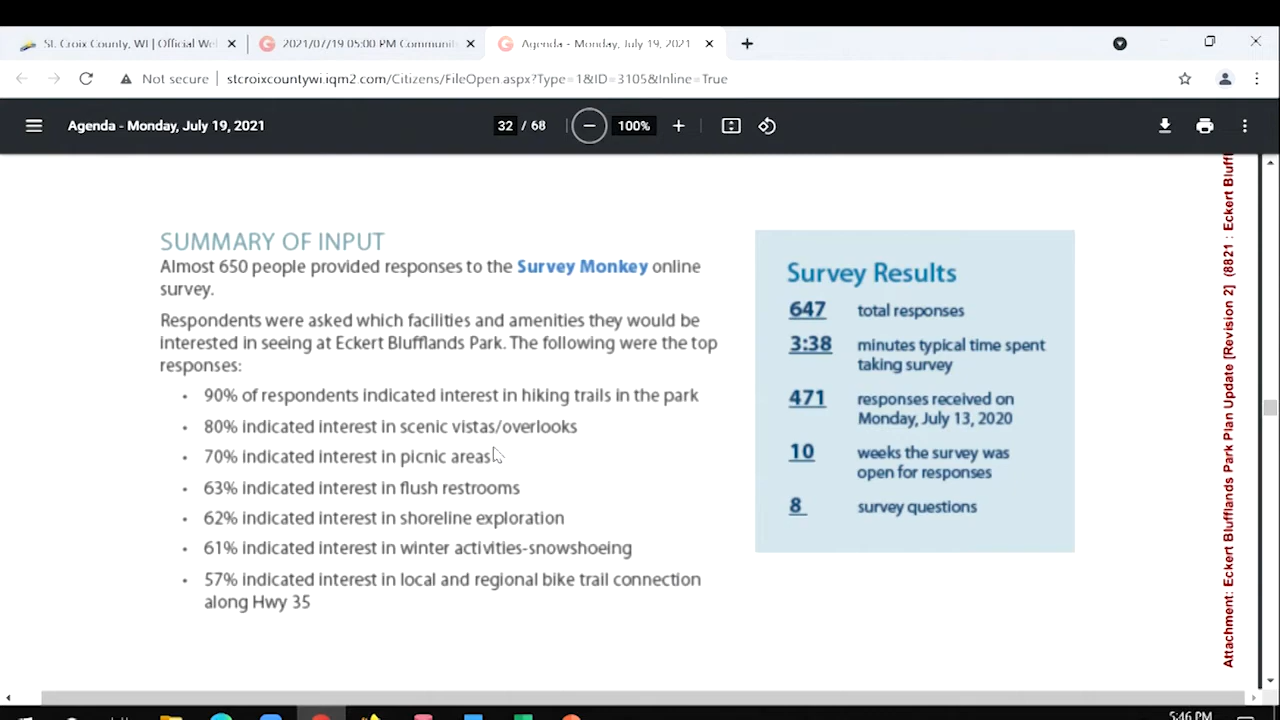 St. Croix County, WI | Official Wel
2021/07/19 05:00 PM Communit
Agenda - Monday, July 19, 2021
Not secure
stcroixcountywi.iqm2.com/Citizens/FileOpen.aspx?Type=1&ID=3105&Inline=True
Agenda - Monday, July 19, 2021
32 / 68
100%
SUMMARY OF INPUT
Almost 650 people provided responses to the Survey Monkey online
survey.
Respondents were asked which facilities and amenities they would be
interested in seeing at Eckert Blufflands Park. The following were the top
responses:
• 90% of respondents indicated interest in hiking trails in the park
• 80% indicated interest in scenic vistas/overlooks
• 70% indicated interest in picnic areas
• 63% indicated interest in flush restrooms
• 62% indicated interest in shoreline exploration
• 61% indicated interest in winter activities-snowshoeing
• 57% indicated interest in local and regional bike trail connection
along Hwy 35
Survey Results
647 total responses
3:38 minutes typical time spent
taking survey
471 responses received on
Monday, July 13, 2020
10 weeks the survey was
open for responses
8 survey questions
Attachment: Eckert Blufflands Park Plan Update [Revision 2] (8821 : Eckert Bluff
5:46 PM